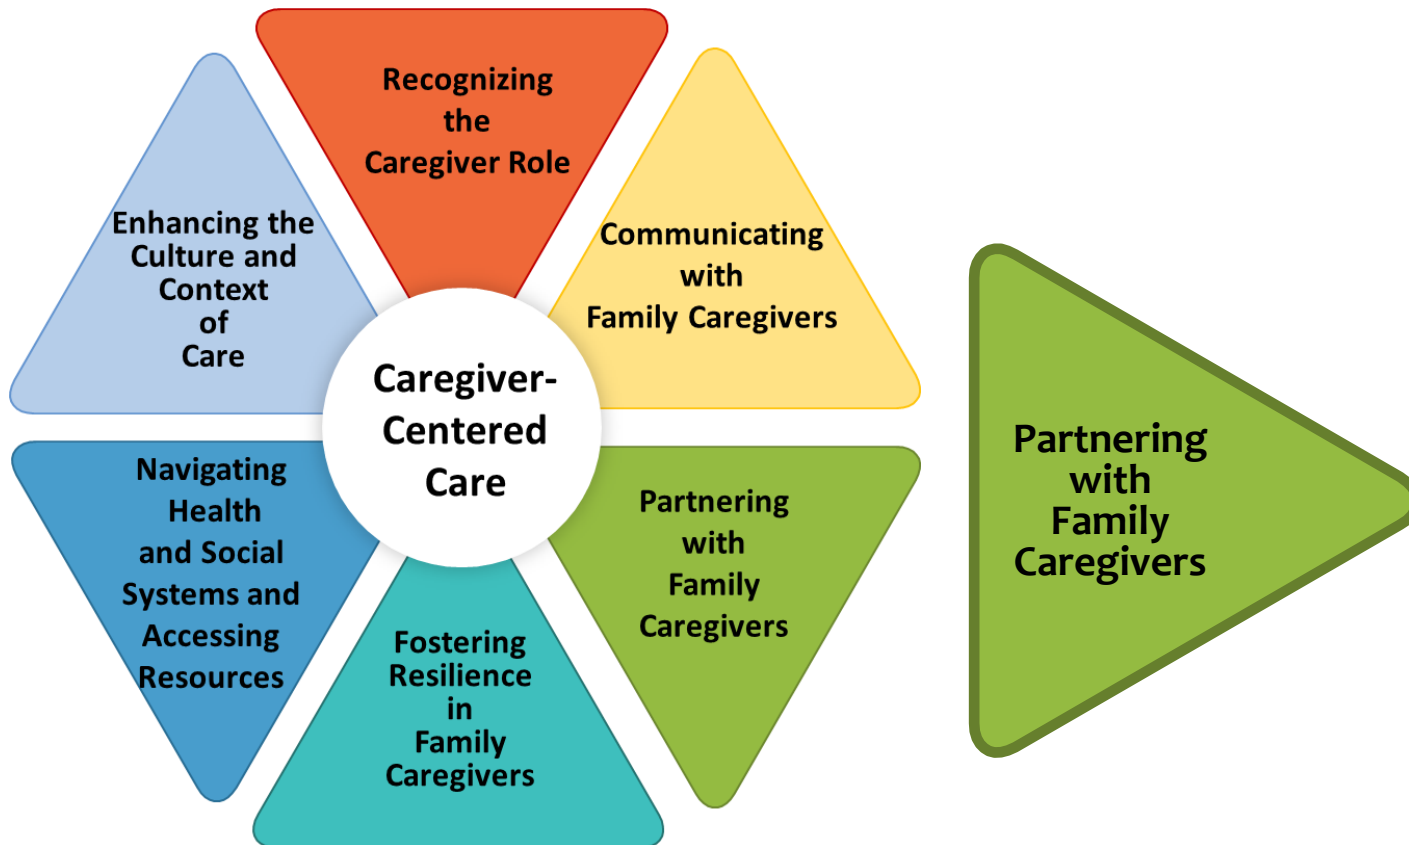 Recognizing
the
Caregiver Role
Communicating
with
Family Caregivers
Partnering
with
Family
Caregivers
Fostering
Resilience
in
Family
Caregivers
Navigating
Health
and Social
Systems and
Accessing
Resources
Enhancing the
Culture and
Context
of
Care
Caregiver-
Centered
Care
Partnering
with
Family
Caregivers